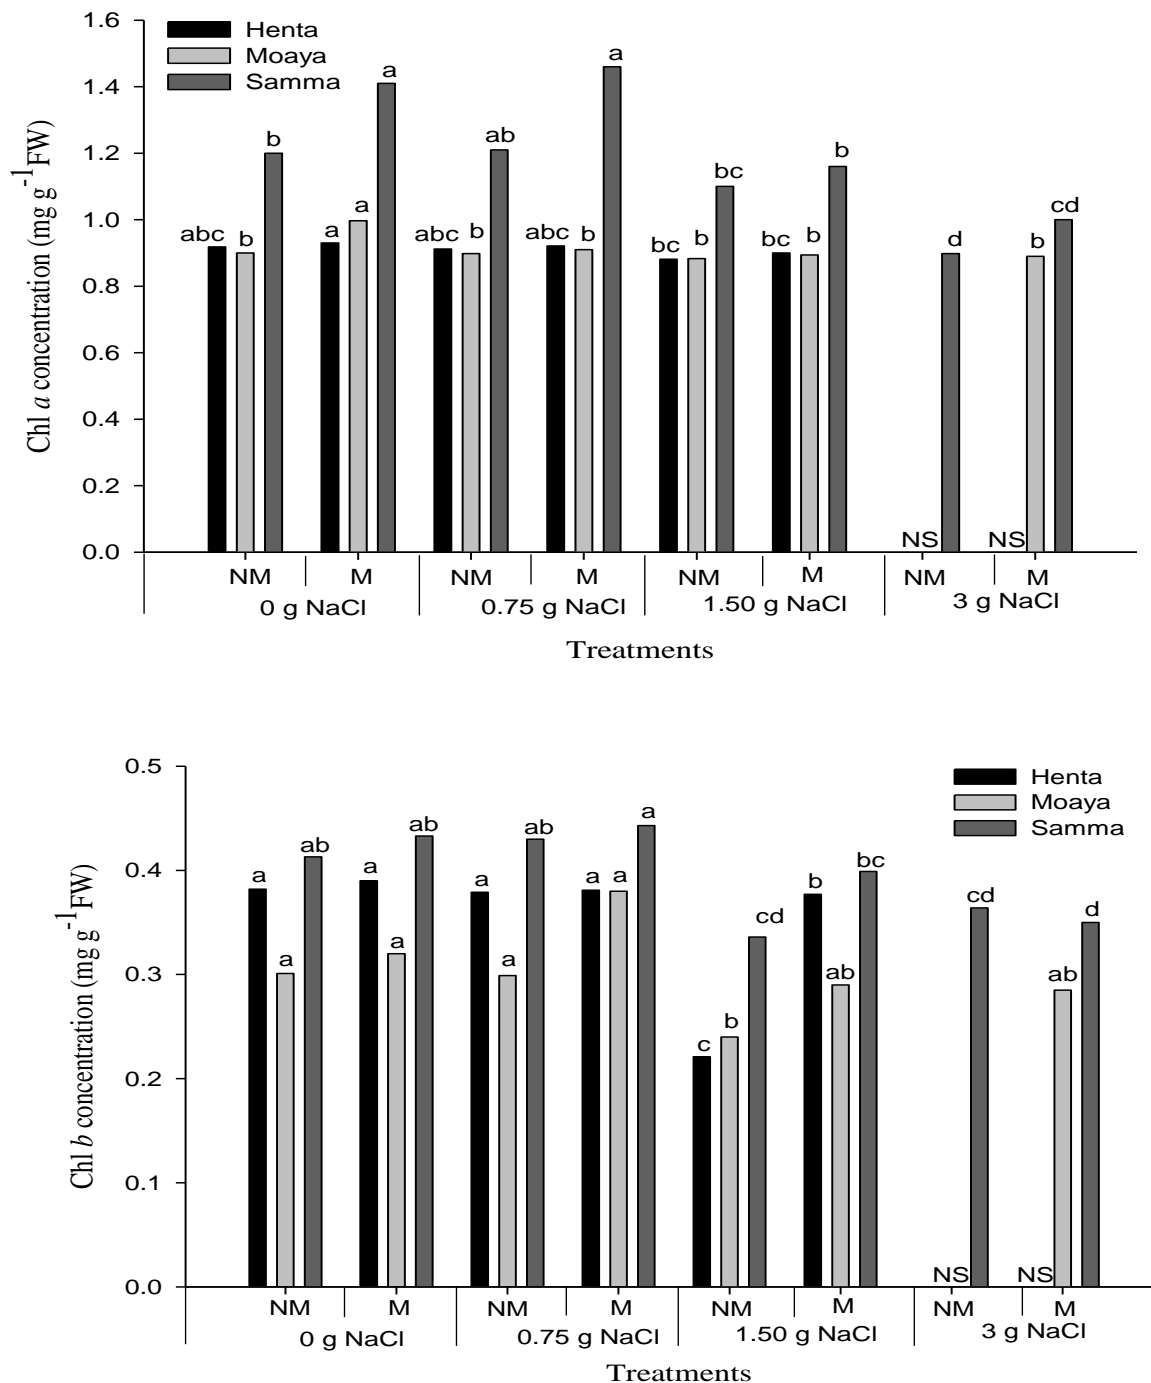 Henta
Moaya
Samma
Chl a concentration (mg g-1FW)
1.6
1.4
1.2
1.0
0.8
0.6
0.4
0.2
0.0
abc b b a a a abc b ab abc b a bc b bc bc b b NS d NS b cd
NM M NM M NM M NM M
0 g NaCl 0.75 g NaCl 1.50 g NaCl 3 g NaCl
Treatments
Henta
Moaya
Samma
Chl b concentration (mg g-1FW)
0.5
0.4
0.3
0.2
0.1
0.0
a a ab a a ab a a ab a a a c b cd b ab bc NS cd NS ab d
NM M NM M NM M NM M
0 g NaCl 0.75 g NaCl 1.50 g NaCl 3 g NaCl
Treatments